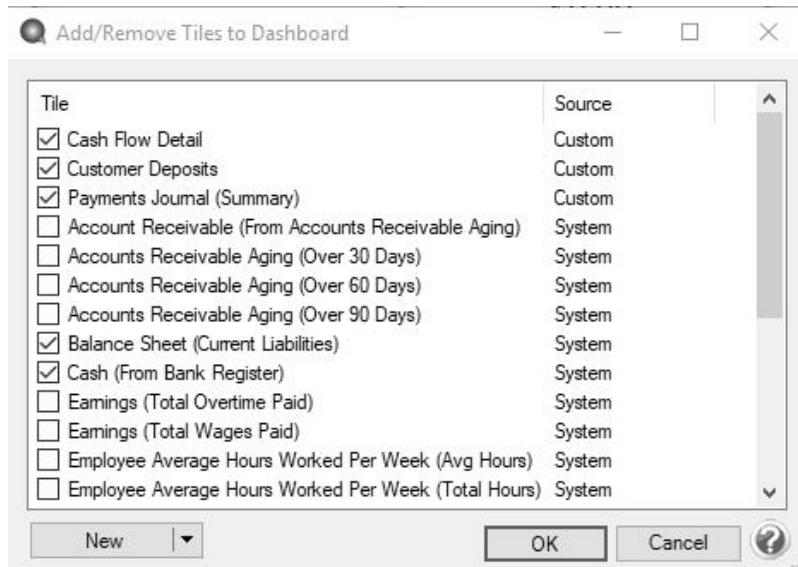 Add/Remove Tiles to Dashboard
Tile Source
Cash Flow Detail Custom
Customer Deposits Custom
Payments Journal (Summary) Custom
Account Receivable (From Accounts Receivable Aging) System
Accounts Receivable Aging (Over 30 Days) System
Accounts Receivable Aging (Over 60 Days) System
Accounts Receivable Aging (Over 90 Days) System
Balance Sheet (Current Liabilities) System
Cash (From Bank Register) System
Earnings (Total Overtime Paid) System
Earnings (Total Wages Paid) System
Employee Average Hours Worked Per Week (Avg Hours) System
Employee Average Hours Worked Per Week (Total Hours) System
New OK Cancel ?